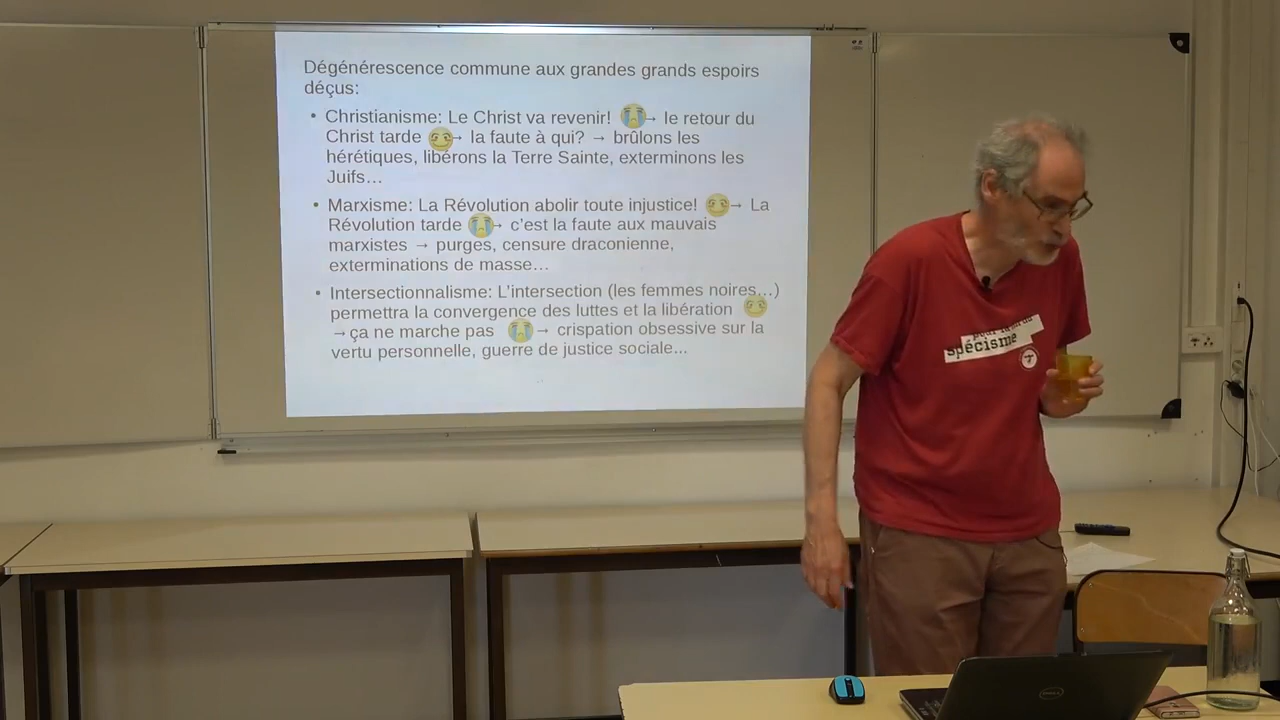 Dégénérescence commune aux grandes grands espoirs
déçus:
• Christianisme: Le Christ va revenir! 😭→ le retour du
Christ tarde 🙂→ la faute à qui? → brûlons les
hérétiques, libérons la Terre Sainte, exterminons les
Juifs…
• Marxisme: La Révolution abolir toute injustice! 🙂→ La
Révolution tarde 😭→ c’est la faute aux mauvais
marxistes → purges, censure draconienne,
exterminations de masse…
• Intersectionnalisme: L’intersection (les femmes noires…)
permettra la convergence des luttes et la libération 🙂
→ça ne marche pas 😭→ crispation obsessive sur la
vertu personnelle, guerre de justice sociale...
spécisme
DELL